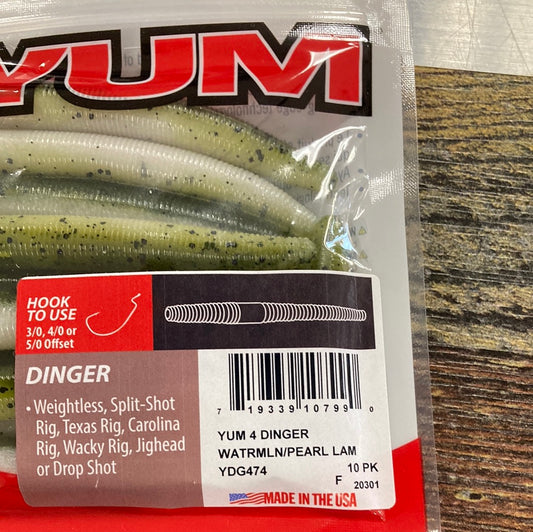 YUM
HOOK
TO USE
3/0, 4/0 or
5/0 Offset
DINGER
• Weightless, Split-Shot
Rig, Texas Rig, Carolina
Rig, Wacky Rig, Jighead
or Drop Shot
7 19339 10799 0
YUM 4 DINGER
WATRMLN/PEARL LAM
YDG474
10 PK
F 20301
MADE IN THE USA